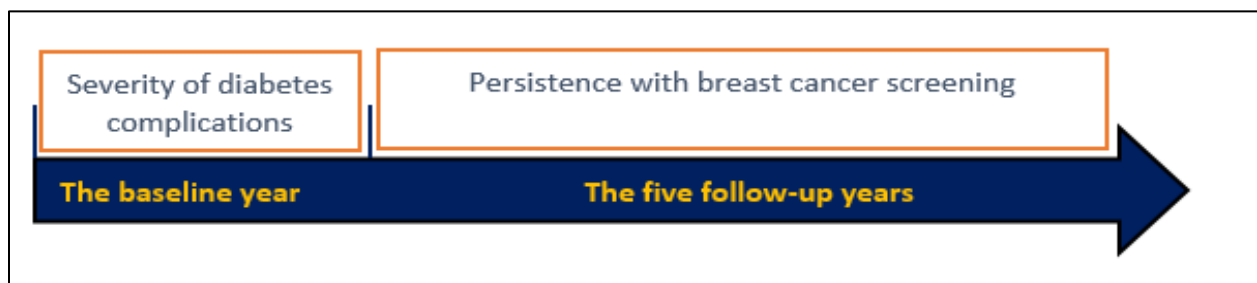 Severity of diabetes
complications
Persistence with breast cancer screening
The baseline year
The five follow-up years